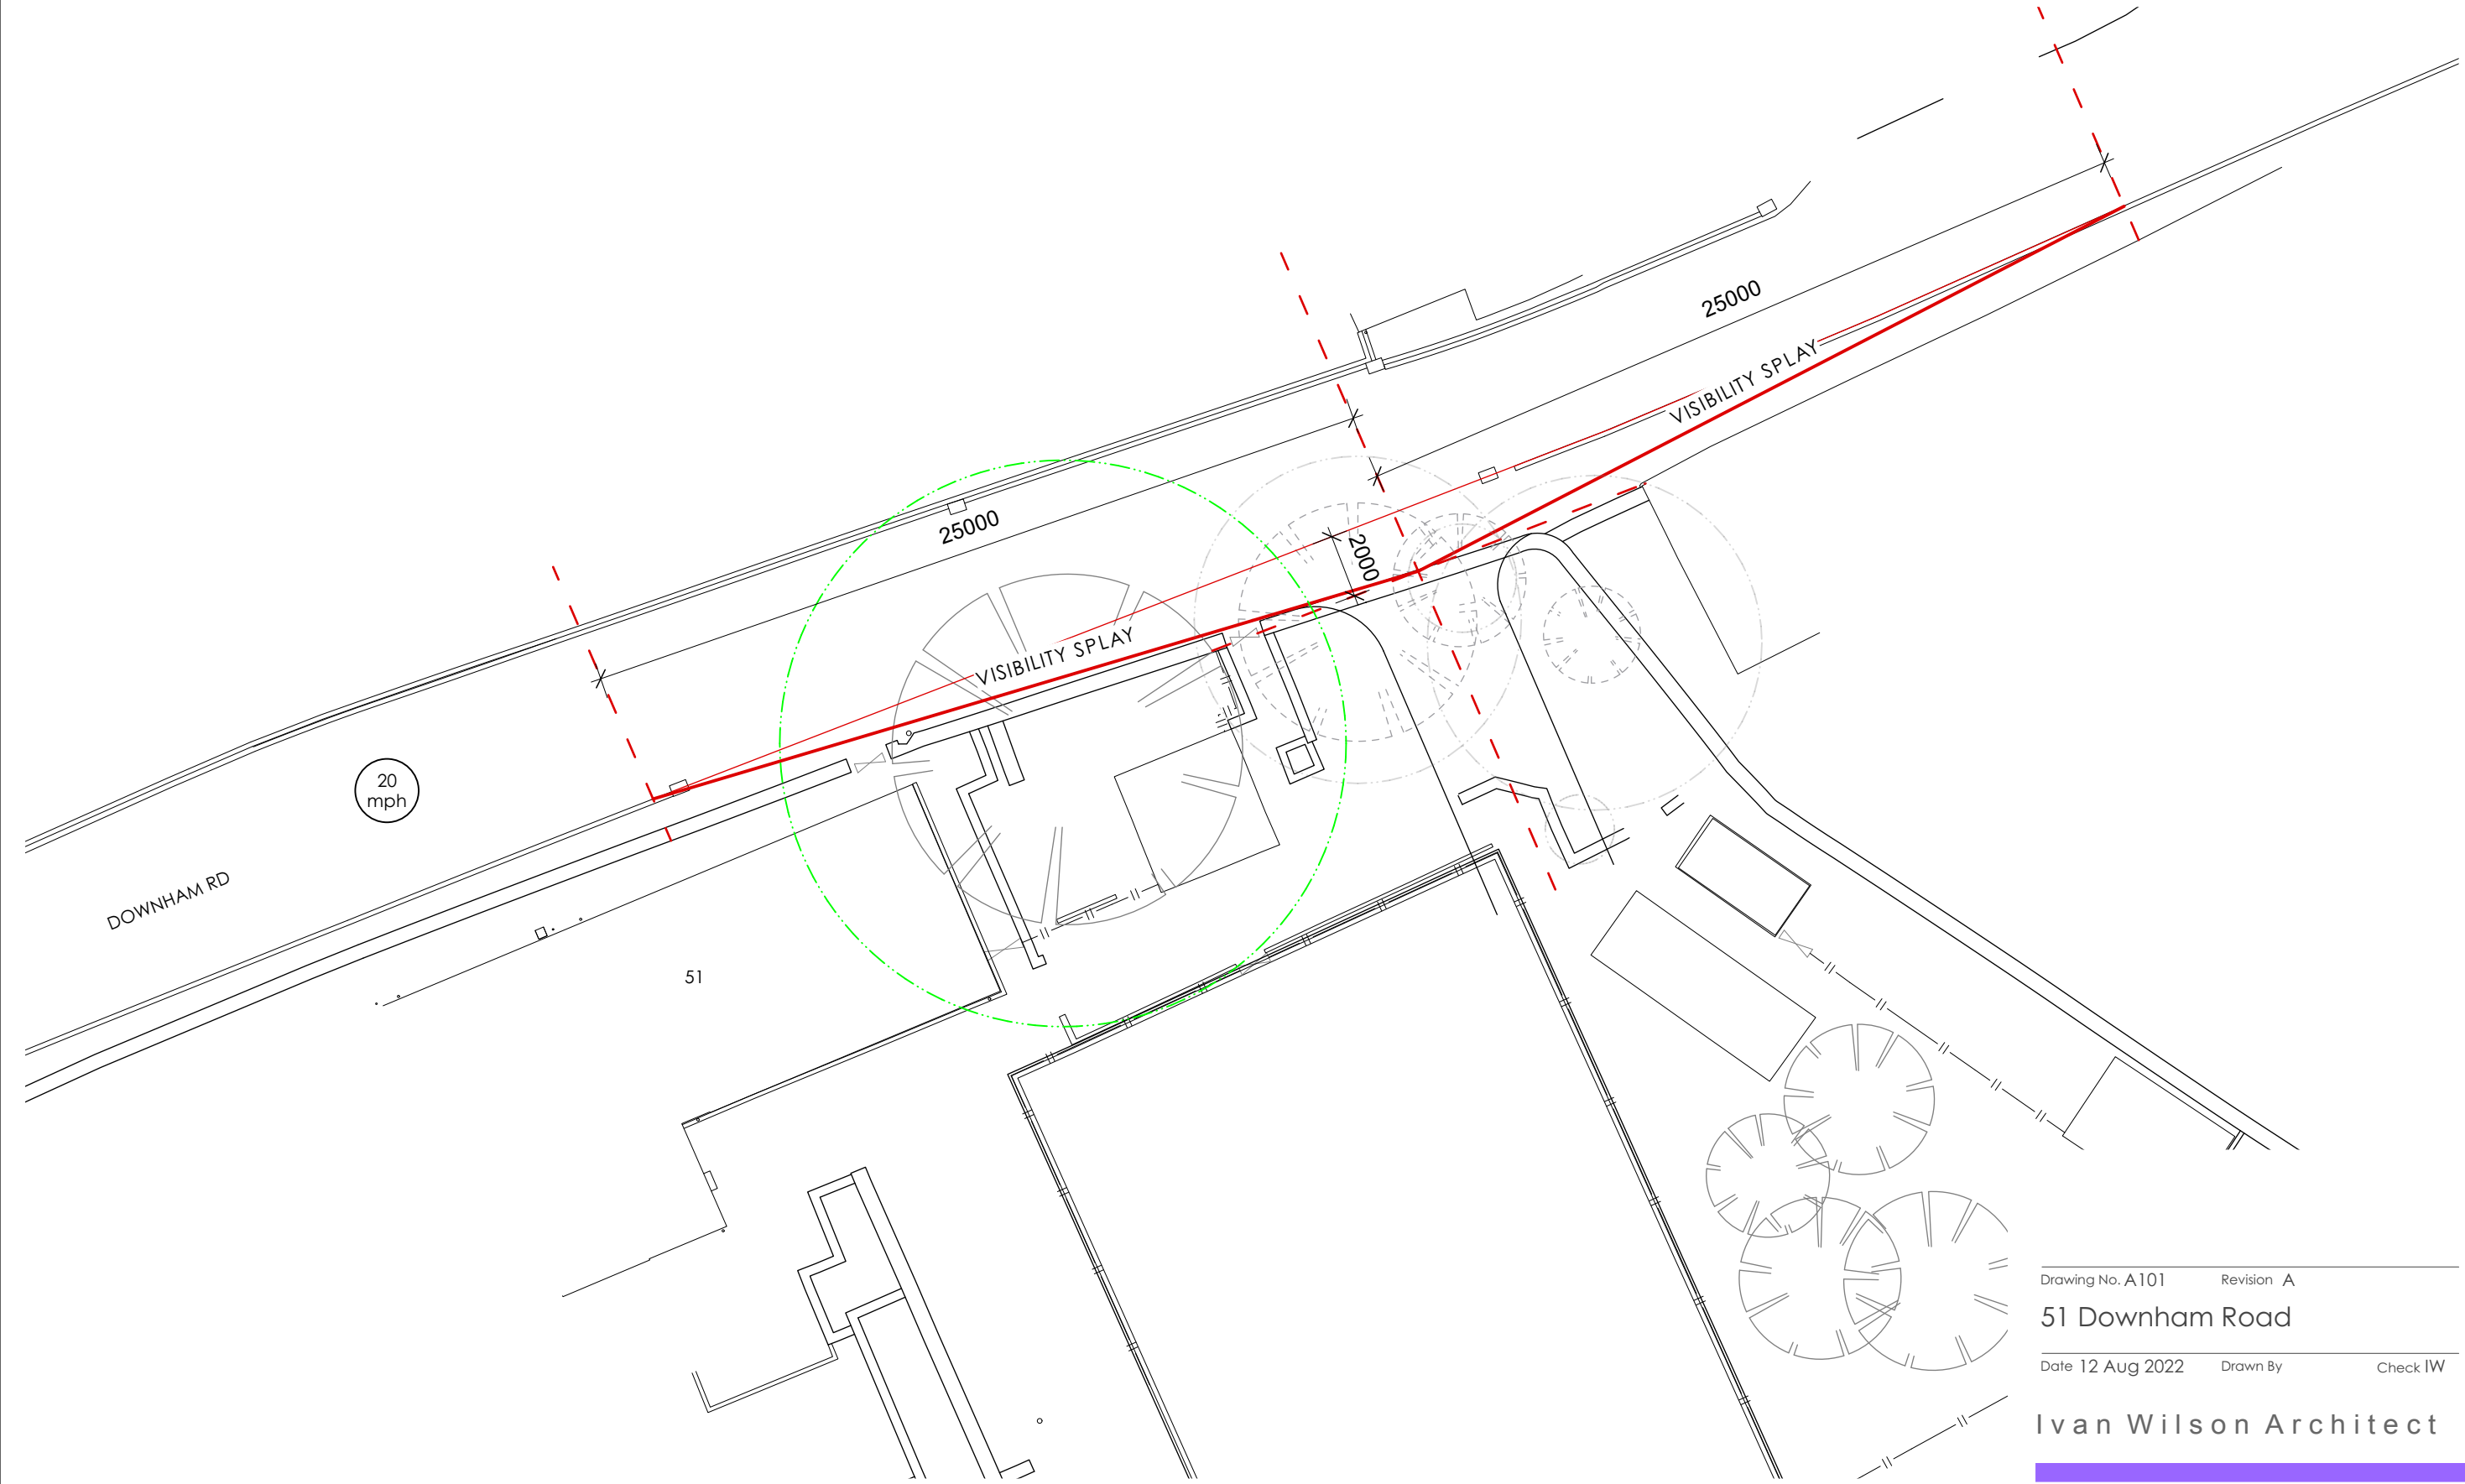 25000
VISIBILITY SPLAY
25000
2000
VISIBILITY SPLAY
20
mph
DOWNHAM RD
51
Drawing No. A101 Revision A
51 Downham Road
Date 12 Aug 2022 Drawn By Check IW
Ivan Wilson Architect